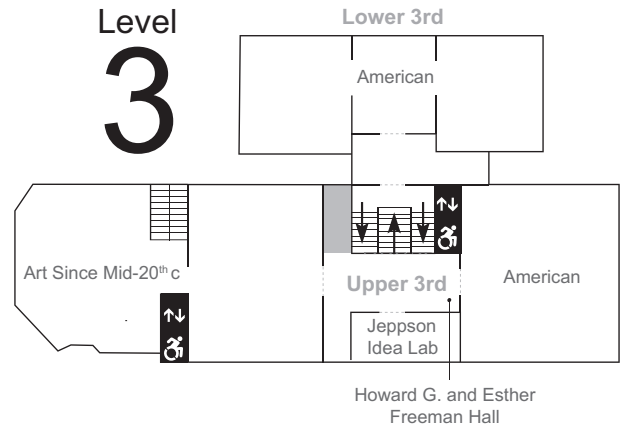 Level
3
Lower 3rd
American
Art Since Mid-20th c
Upper 3rd
American
Jeppson
Idea Lab
Howard G. and Esther
Freeman Hall